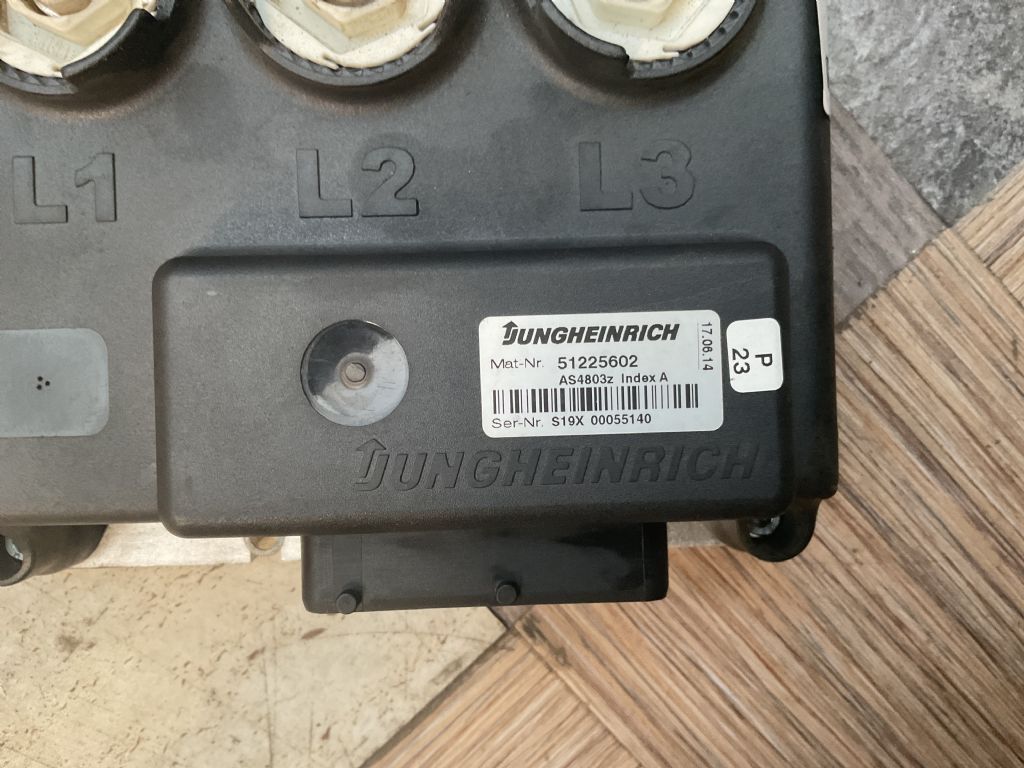 L1 L2 L3
JUNGHEINRICH
Mat-Nr. 51225602
AS4803z Index A
Ser-Nr. S19X 00055140
17.06.14
P
23
JUNGHEINRICH